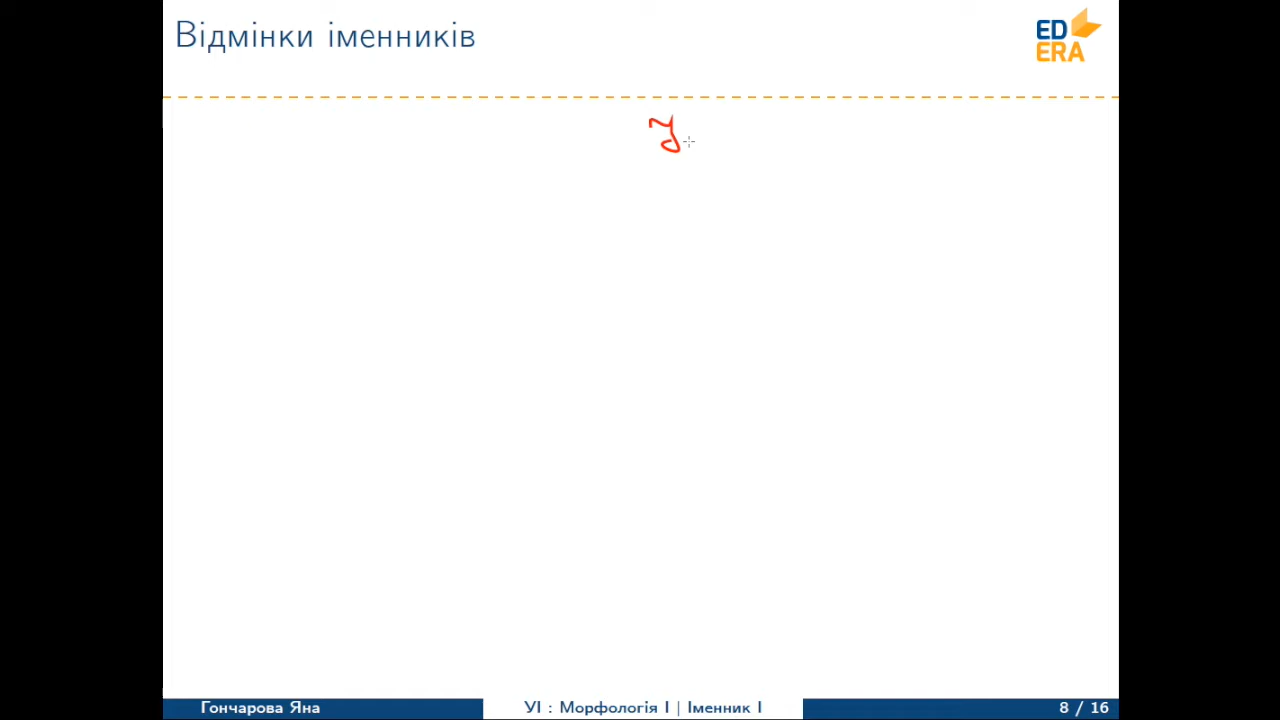 Відмінки іменників
ED
ERA
Гончарова Яна
УІ : Морфологія І | Іменник І
8 / 16